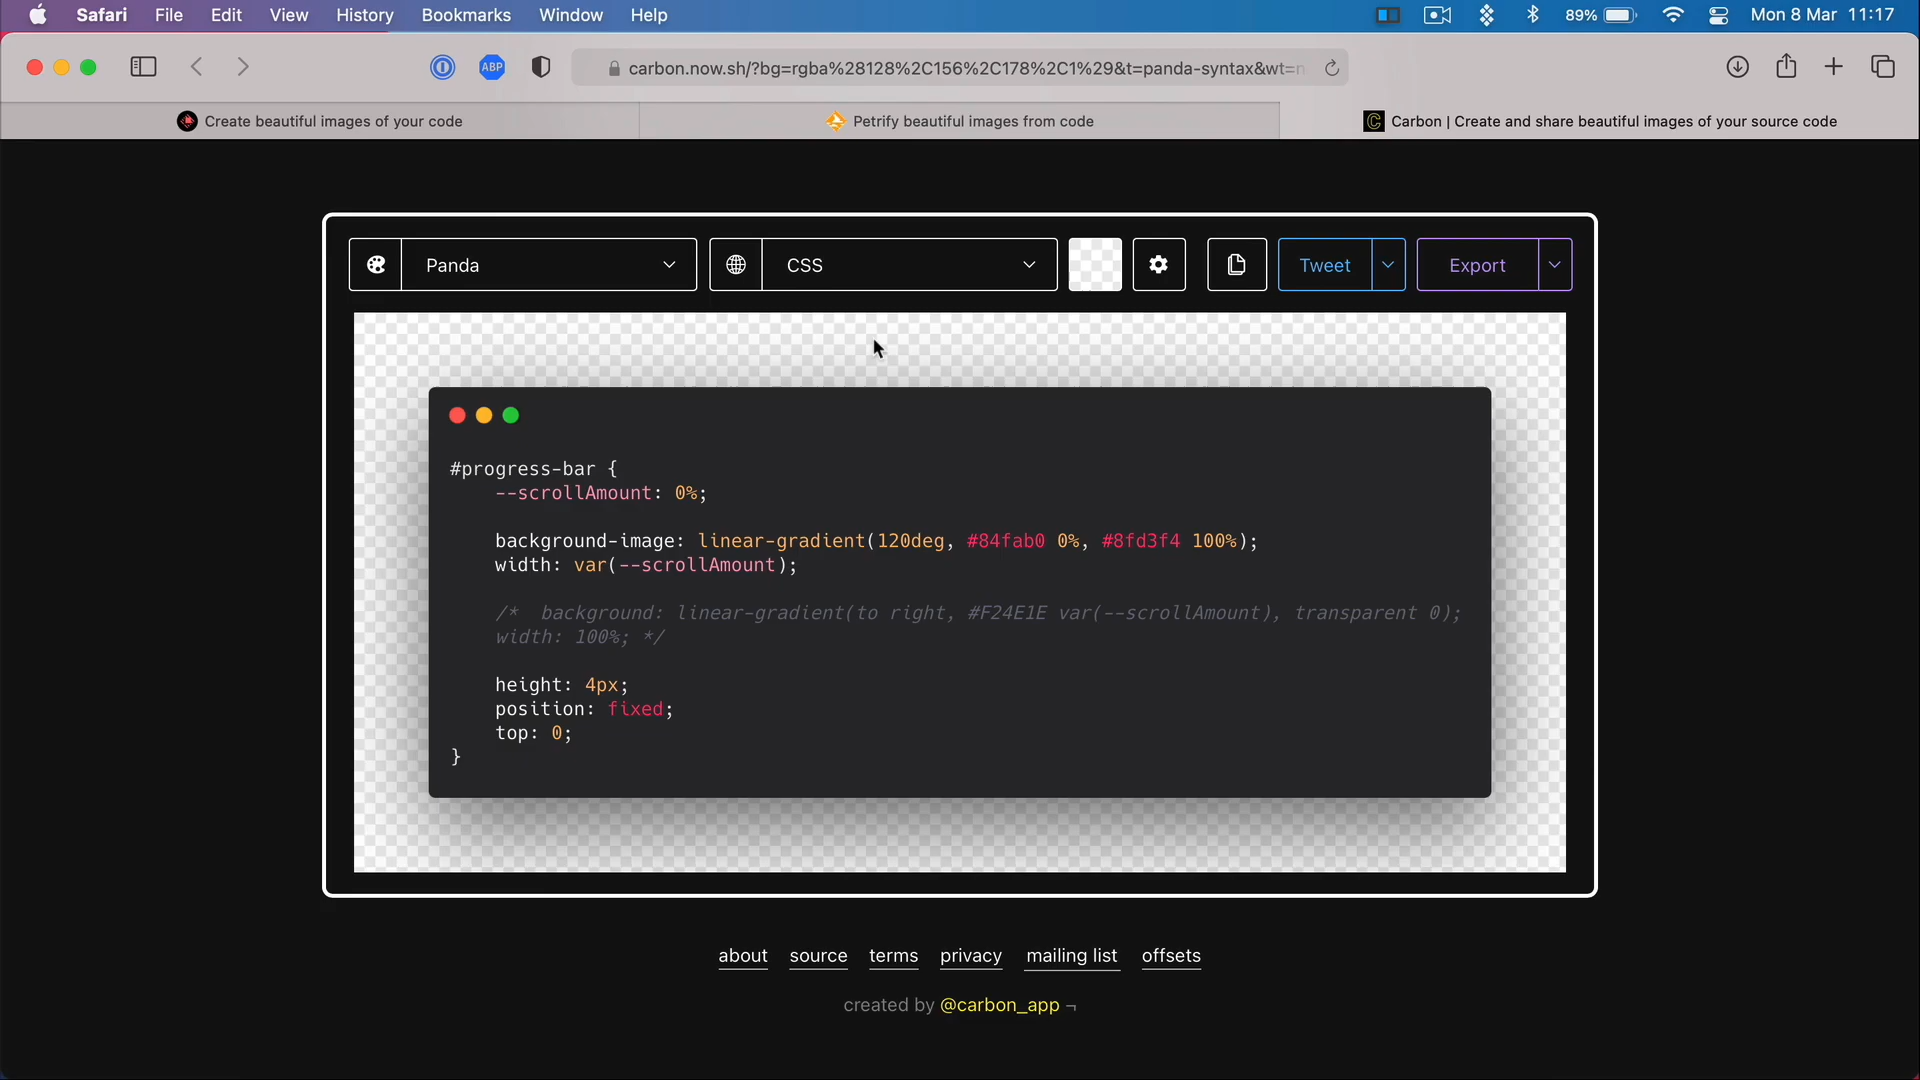 Safari File Edit View History Bookmarks Window Help 89% Mon 8 Mar 11:17
ABP carbon.now.sh/?bg=rgba%28128%2C156%2C178%2C1%29&t=panda-syntax&wt=n
Create beautiful images of your code Petrify beautiful images from code C Carbon | Create and share beautiful images of your source code
Panda CSS Tweet Export
#progress-bar {
--scrollAmount: 0%;
background-image: linear-gradient(120deg, #84fab0 0%, #8fd3f4 100%);
width: var(--scrollAmount);
/* background: linear-gradient(to right, #F24E1E var(--scrollAmount), transparent 0);
width: 100%; */
height: 4px;
position: fixed;
top: 0;
}
about source terms privacy mailing list offsets
created by @carbon_app ¬